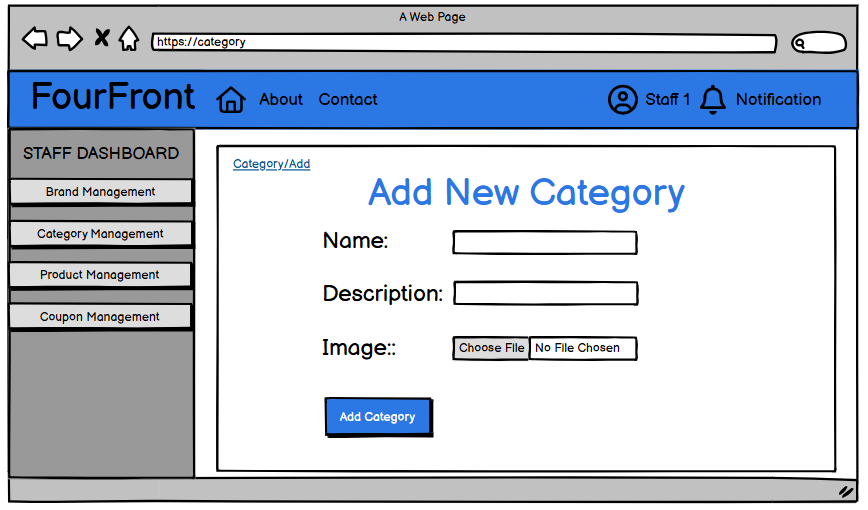 A Web Page
https://category
FourFront About Contact Staff 1 Notification
STAFF DASHBOARD
Brand Management
Category Management
Product Management
Coupon Management
Category/Add
Add New Category
Name:
Description:
Image::
Choose File No File Chosen
Add Category